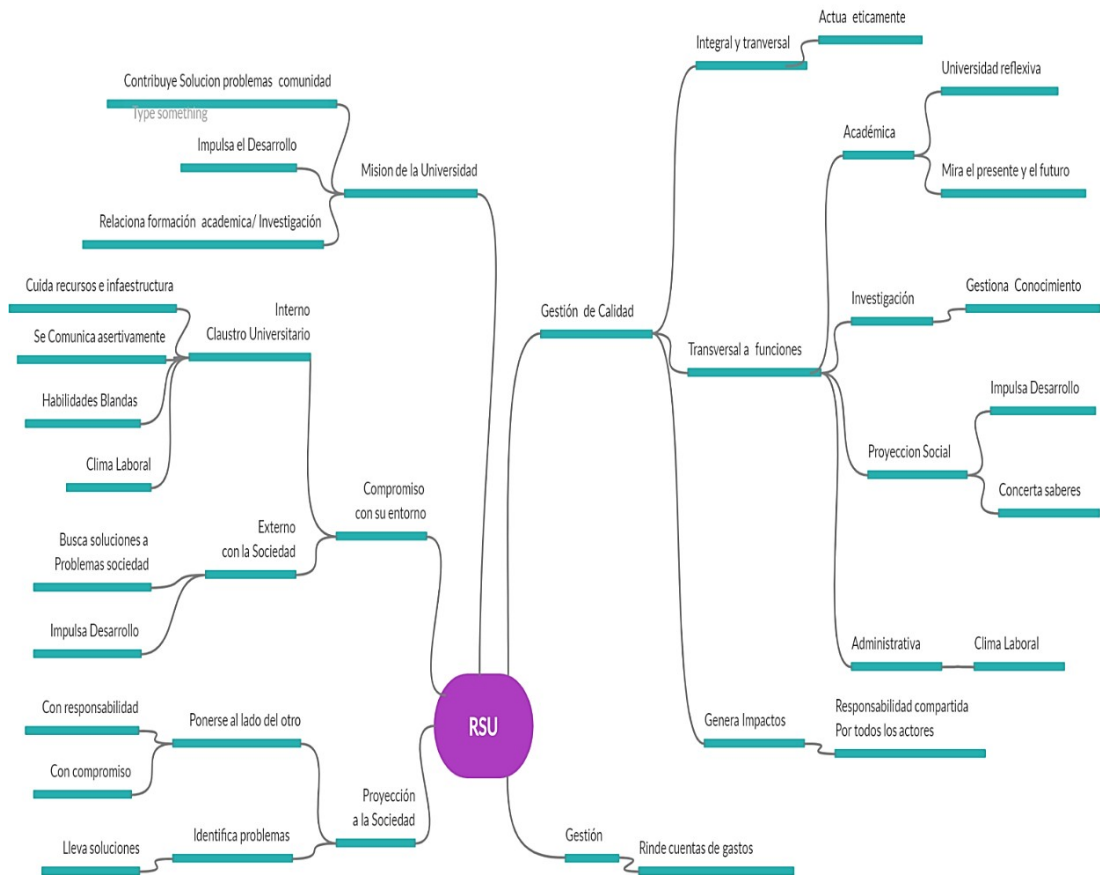 Contribuye Solucion problemas comunidad
Type something
Impulsa el Desarrollo
Mision de la Universidad
Relaciona formación academica/ Investigación
Cuida recursos e infaestructura
Interno
Claustro Universitario
Se Comunica asertivamente
Habilidades Blandas
Clima Laboral
Compromiso
con su entorno
Externo
con la Sociedad
Busca soluciones a
Problemas sociedad
Impulsa Desarrollo
Con responsabilidad
Ponerse al lado del otro
Con compromiso
Proyección
a la Sociedad
Identifica problemas
Lleva soluciones
RSU
Gestión de Calidad
Integral y tranversal
Actua eticamente
Transversal a funciones
Académica
Universidad reflexiva
Mira el presente y el futuro
Investigación
Gestiona Conocimiento
Proyeccion Social
Impulsa Desarrollo
Concerta saberes
Administrativa
Clima Laboral
Genera Impactos
Responsabilidad compartida
Por todos los actores
Gestión
Rinde cuentas de gastos